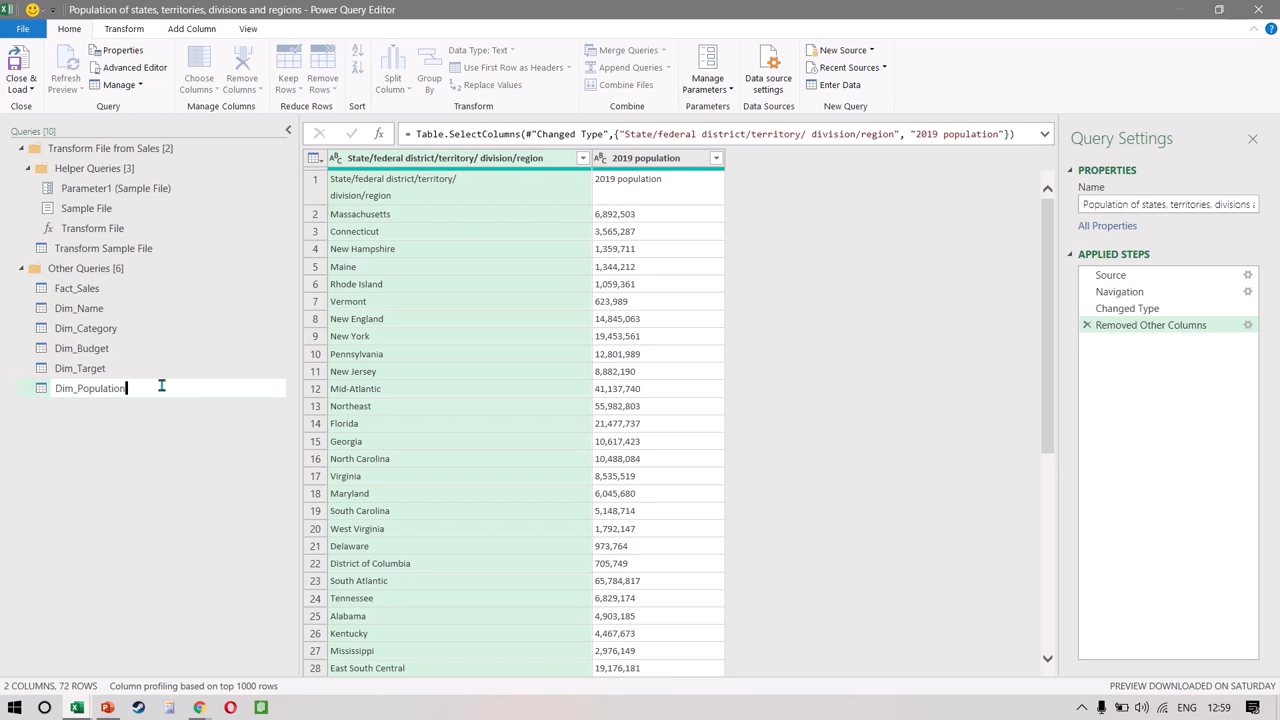 Population of states, territories, divisions and regions - Power Query Editor
File Home Transform Add Column View
Close & Load
Close
Refresh Preview
Properties
Advanced Editor
Manage
Query
Choose Columns
Remove Columns
Manage Columns
Keep Rows
Remove Rows
Reduce Rows
Sort
Split Column
Group By
Data Type: Text
Use First Row as Headers
Replace Values
Transform
Merge Queries
Append Queries
Combine Files
Combine
Manage Parameters
Parameters
Data source settings
Data Sources
New Source
Recent Sources
Enter Data
New Query
Queries [10]
Transform File from Sales [2]
Helper Queries [3]
Parameter1 (Sample File)
Sample File
fx Transform File
Transform Sample File
Other Queries [6]
Fact_Sales
Dim_Name
Dim_Category
Dim_Budget
Dim_Target
Dim_Population
fx = Table.SelectColumns(#"Changed Type",{"State/federal district/territory/ division/region", "2019 population"})
ABC State/federal district/territory/ division/region ABC 2019 population
1 State/federal district/territory/ 2019 population
division/region
2 Massachusetts 6,892,503
3 Connecticut 3,565,287
4 New Hampshire 1,359,711
5 Maine 1,344,212
6 Rhode Island 1,059,361
7 Vermont 623,989
8 New England 14,845,063
9 New York 19,453,561
10 Pennsylvania 12,801,989
11 New Jersey 8,882,190
12 Mid-Atlantic 41,137,740
13 Northeast 55,982,803
14 Florida 21,477,737
15 Georgia 10,617,423
16 North Carolina 10,488,084
17 Virginia 8,535,519
18 Maryland 6,045,680
19 South Carolina 5,148,714
20 West Virginia 1,792,147
21 Delaware 973,764
22 District of Columbia 705,749
23 South Atlantic 65,784,817
24 Tennessee 6,829,174
25 Alabama 4,903,185
26 Kentucky 4,467,673
27 Mississippi 2,976,149
28 East South Central 19,176,181
Query Settings
PROPERTIES
Name
Population of states, territories, divisions
All Properties
APPLIED STEPS
Source
Navigation
Changed Type
Removed Other Columns
2 COLUMNS, 72 ROWS Column profiling based on top 1000 rows
PREVIEW DOWNLOADED ON SATURDAY
ENG 12:59